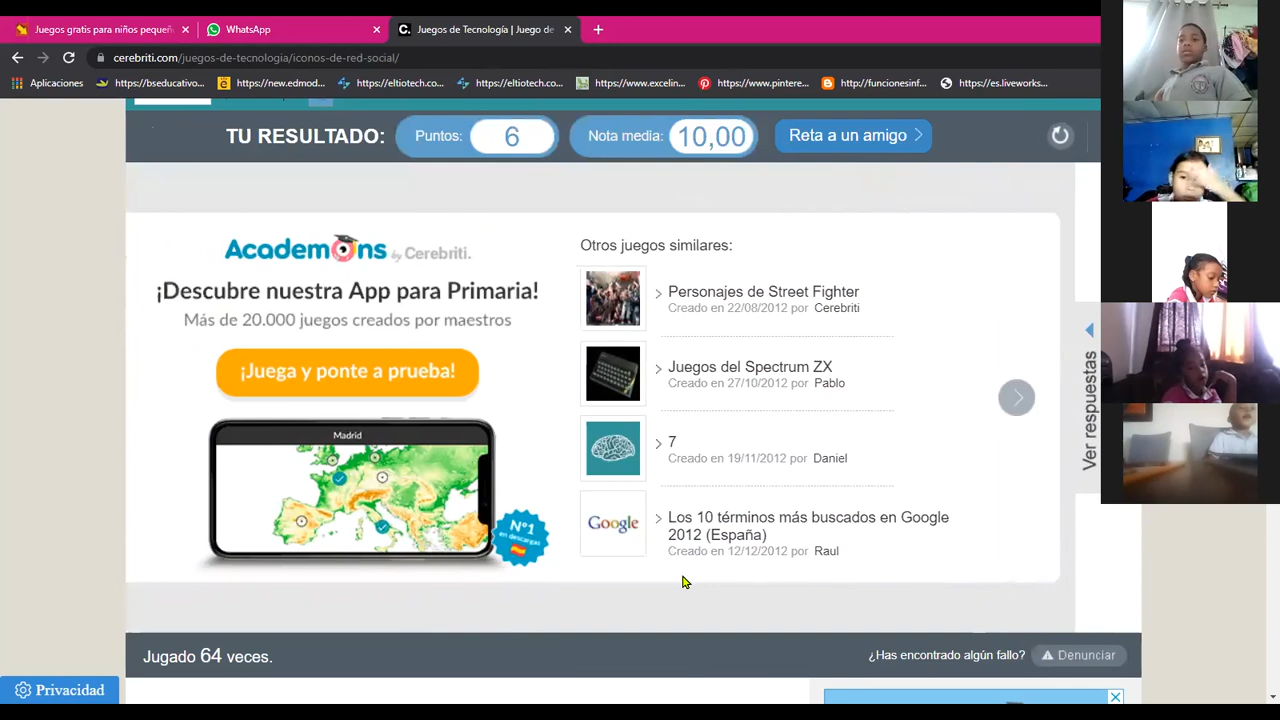 Juegos gratis para niños pequeñ
WhatsApp
Juegos de Tecnología | Juego de
cerebriti.com/juegos-de-tecnologia/iconos-de-red-social/
Aplicaciones
https://bseducativo...
https://new.edmod...
https://eltiotech.c...
https://eltiotech.c...
https://www.excelin...
https://www.pintere...
http://funcionesinf...
https://es.liveworks...
TU RESULTADO:
Puntos: 6
Nota media: 10,00
Reta a un amigo
Academons by Cerebriti.
¡Descubre nuestra App para Primaria!
Más de 20.000 juegos creados por maestros
¡Juega y ponte a prueba!
Madrid
Nº1
en descargas
Otros juegos similares:
Personajes de Street Fighter
Creado en 22/08/2012 por Cerebriti
Juegos del Spectrum ZX
Creado en 27/10/2012 por Pablo
7
Creado en 19/11/2012 por Daniel
Google
Los 10 términos más buscados en Google
2012 (España)
Creado en 12/12/2012 por Raul
Ver respuestas
Jugado 64 veces.
¿Has encontrado algún fallo?
Denunciar
Privacidad